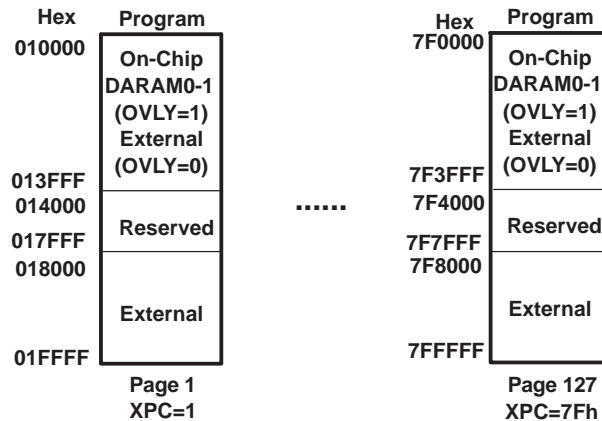 Hex Program
010000
On-Chip
DARAM0-1
(OVLY=1)
External
(OVLY=0)
013FFF
014000
Reserved
017FFF
018000
External
01FFFF
Page 1
XPC=1
......
Hex Program
7F0000
On-Chip
DARAM0-1
(OVLY=1)
External
(OVLY=0)
7F3FFF
7F4000
Reserved
7F7FFF
7F8000
External
7FFFFF
Page 127
XPC=7Fh